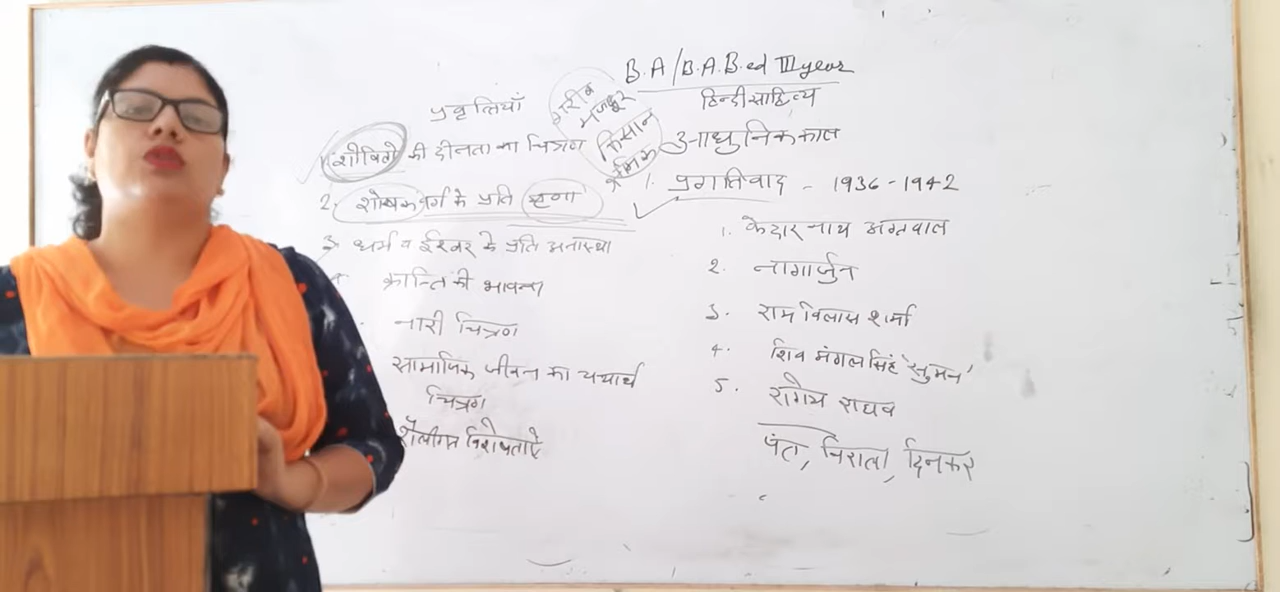 B.A/B.A.B.ed III year
हिन्दी साहित्य
आधुनिक काल
1. प्रगतिवाद - 1936-1942
1. केदारनाथ अग्रवाल
2. नागार्जुन
3. राम विलास शर्मा
4. शिव मंगल सिंह 'सुमन'
5. रांगेय राघव
पंत, निराला, दिनकर
प्रवृत्तियाँ
1. शोषितो की दीनता का चित्रण
गरीब
मजदूर
किसान
श्रमिक
2. शोषक वर्ग के प्रति घृणा
3. धर्म व ईश्वर के प्रति अनास्था
क्रान्ति की भावना
नारी चित्रण
सामाजिक जीवन का यथार्थ
चित्रण
शैलीगत विशेषताऐं